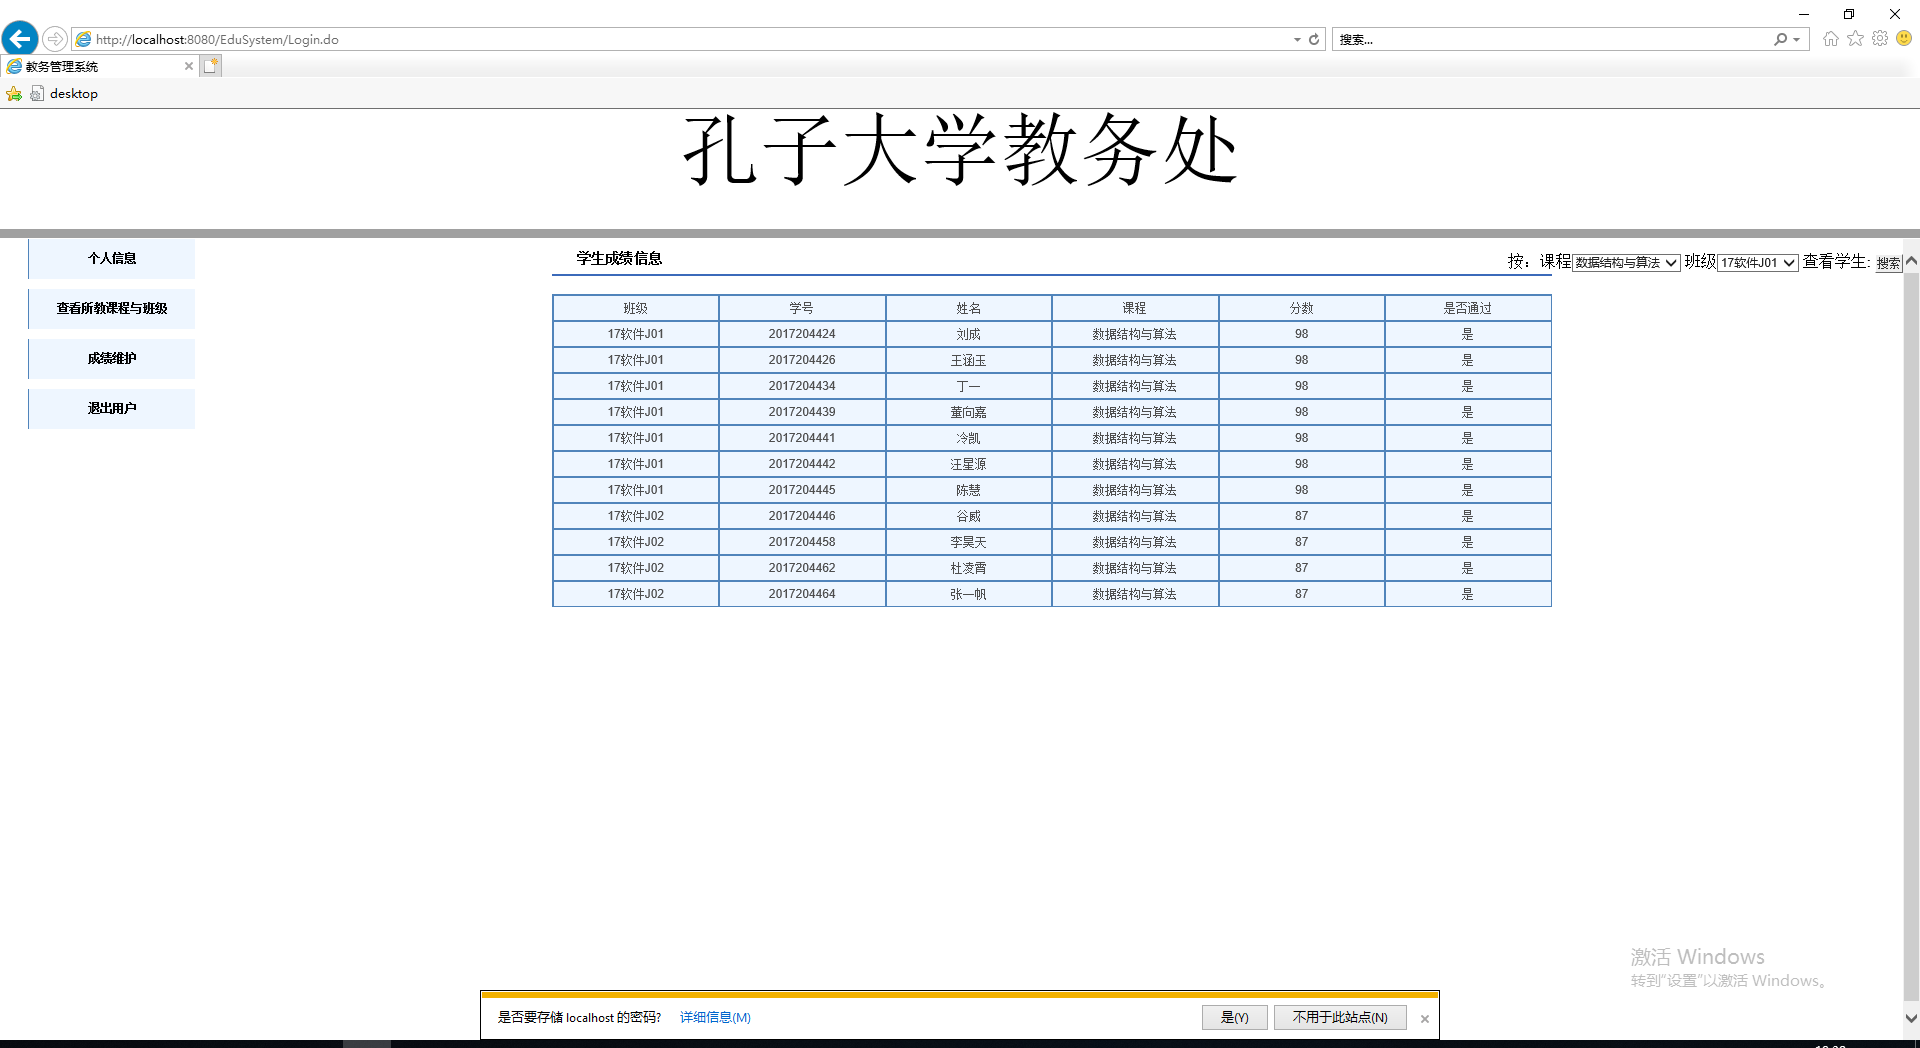 http://localhost:8080/EduSystem/Login.do
搜索...
教务管理系统
desktop
孔子大学教务处
个人信息
查看所教课程与班级
成绩维护
退出用户
学生成绩信息
按：课程 数据结构与算法 班级 17软件J01 查看学生: 搜索
班级 学号 姓名 课程 分数 是否通过
17软件J01 2017204424 刘成 数据结构与算法 98 是
17软件J01 2017204426 王涵玉 数据结构与算法 98 是
17软件J01 2017204434 丁一 数据结构与算法 98 是
17软件J01 2017204439 董向嘉 数据结构与算法 98 是
17软件J01 2017204441 冷凯 数据结构与算法 98 是
17软件J01 2017204442 汪星源 数据结构与算法 98 是
17软件J01 2017204445 陈慧 数据结构与算法 98 是
17软件J02 2017204446 谷威 数据结构与算法 87 是
17软件J02 2017204458 李昊天 数据结构与算法 87 是
17软件J02 2017204462 杜凌霄 数据结构与算法 87 是
17软件J02 2017204464 张一帆 数据结构与算法 87 是
激活 Windows
转到"设置"以激活 Windows。
是否要存储 localhost 的密码? 详细信息(M) 是(Y) 不用于此站点(N)